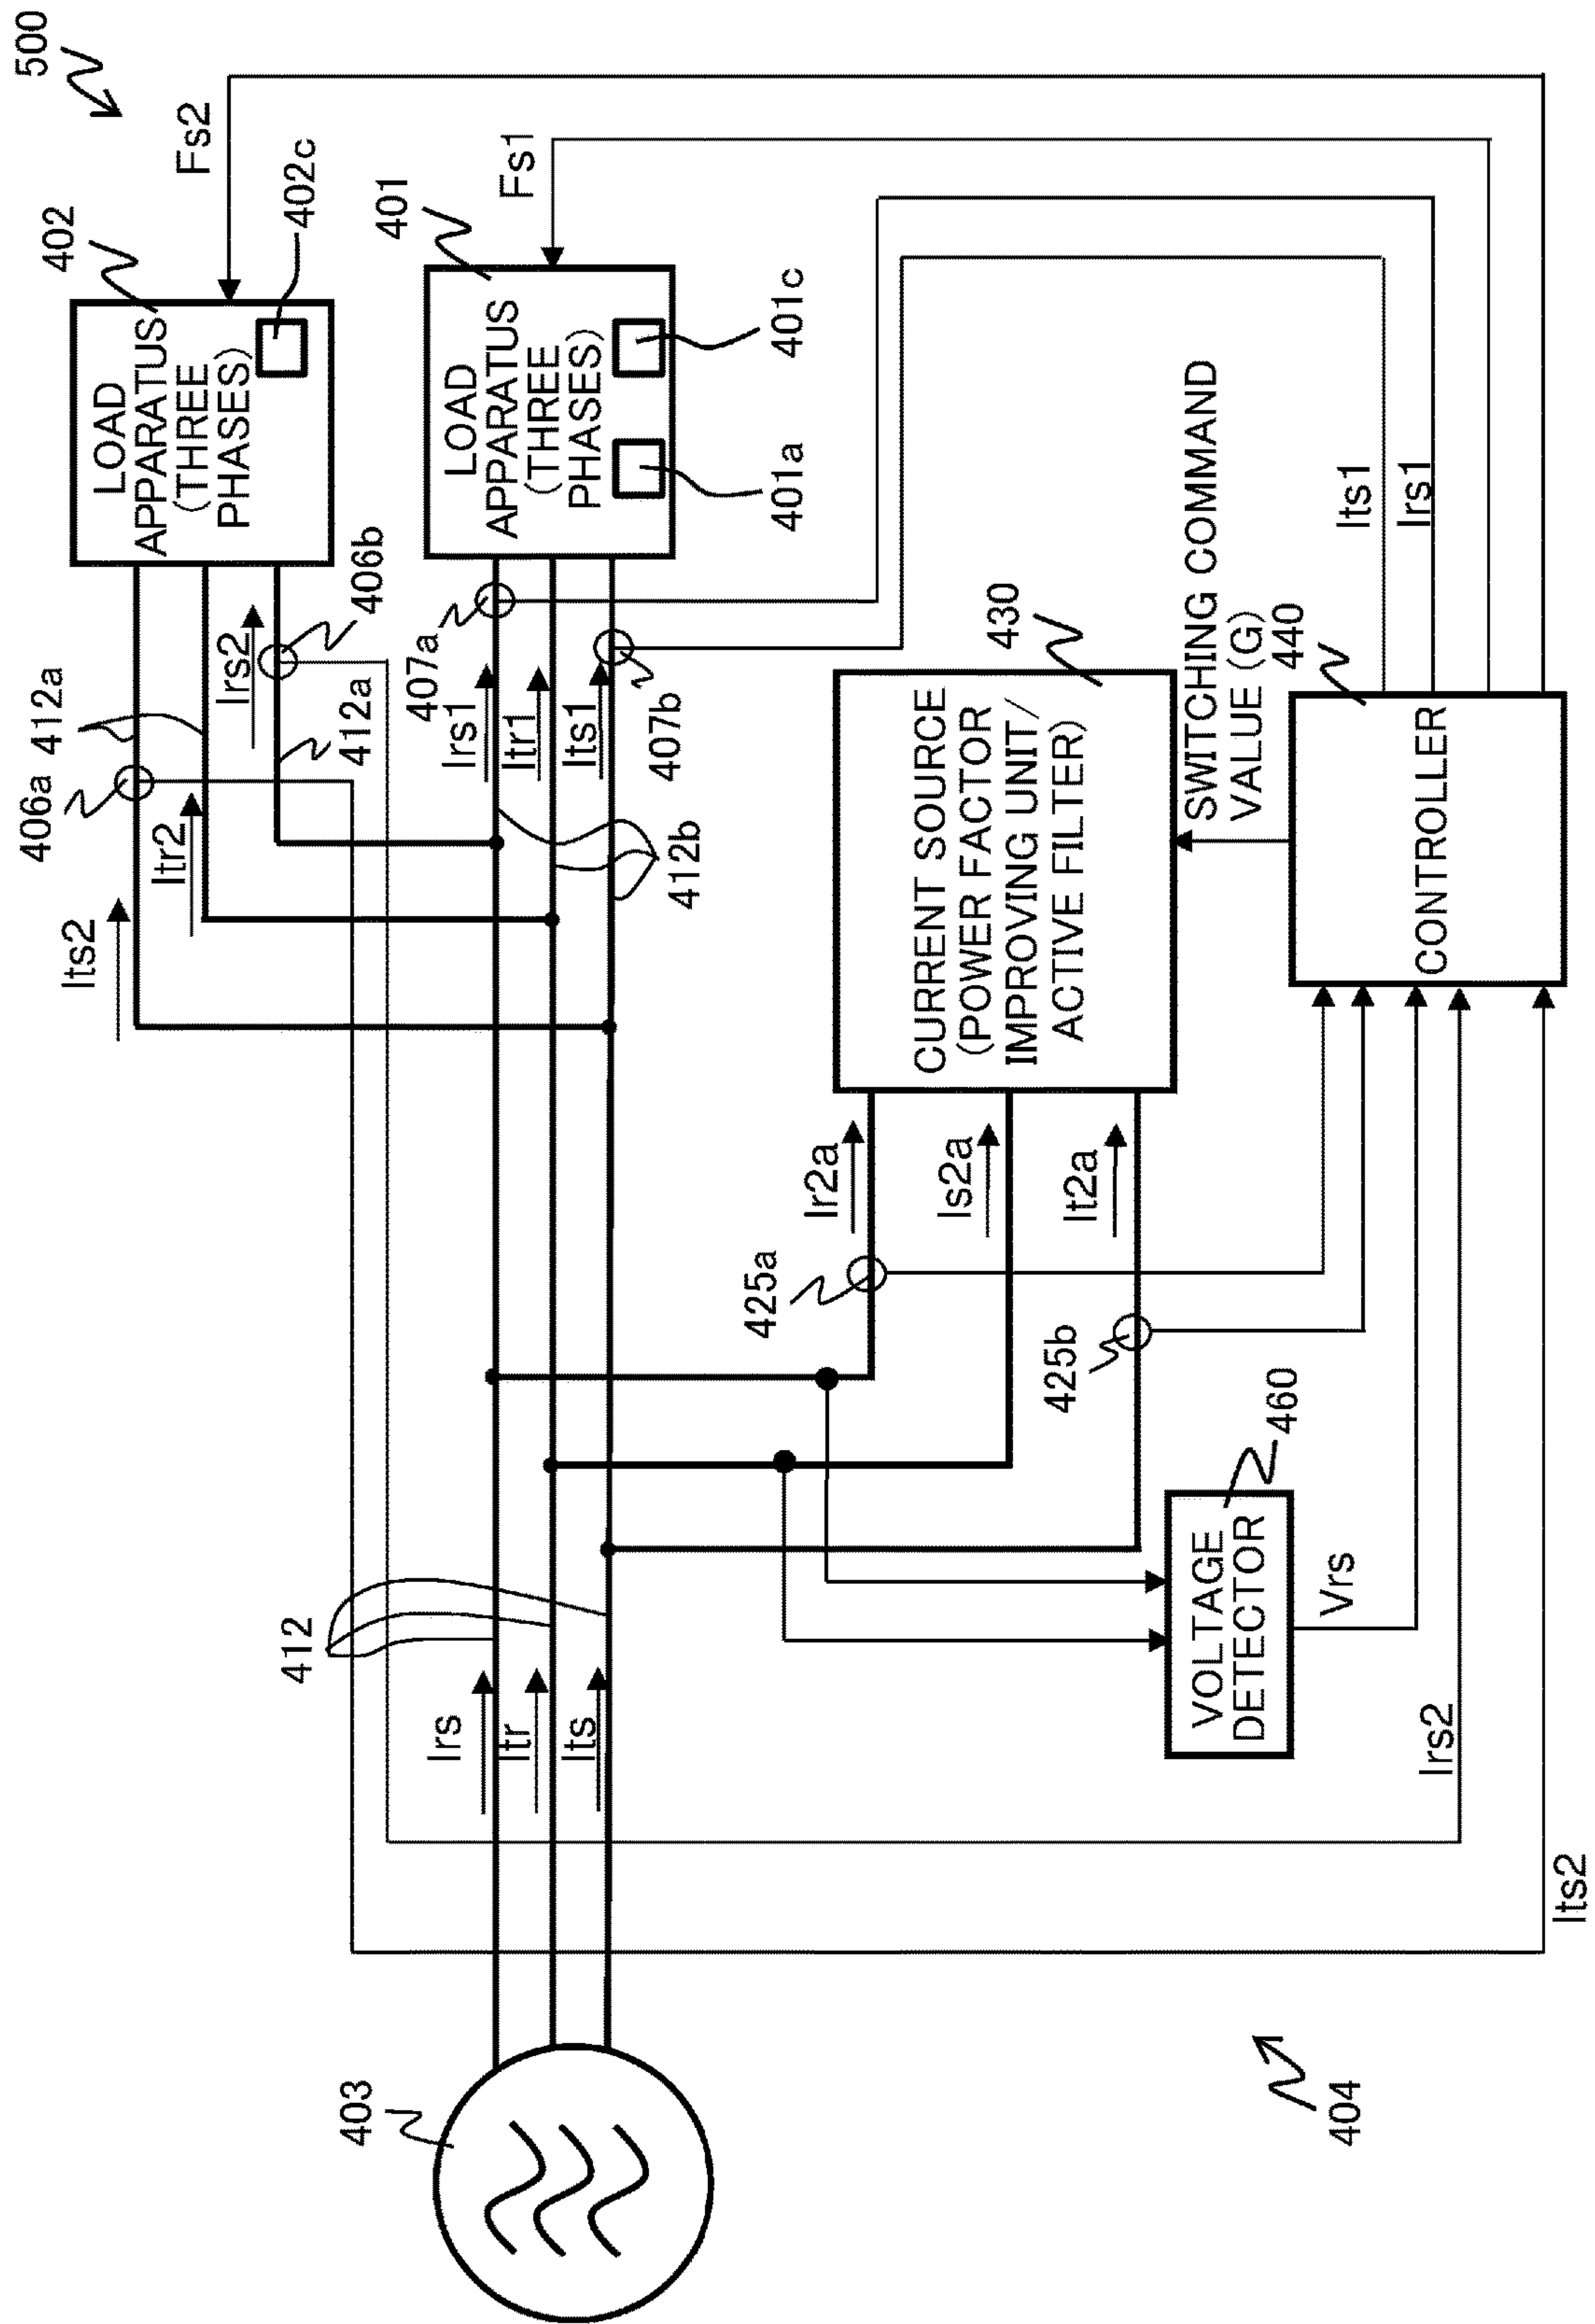 500
Fs2
402
402c
LOAD
APPARATUS
(THREE
PHASES)
Fs1
401
LOAD
APPARATUS
(THREE
PHASES)
401c
401a
406b
412a
Irs2
412a
406a
Itr2
Its2
407a
Irs1
Itr1
Its1
407b
412b
Its1
Irs1
430
CURRENT SOURCE
(POWER FACTOR
IMPROVING UNIT/
ACTIVE FILTER)
SWITCHING COMMAND
VALUE (G)
440
CONTROLLER
Ir2a
Is2a
It2a
425a
425b
460
VOLTAGE
DETECTOR
Vrs
412
Irs
Itr
Its
Irs2
Its2
403
404